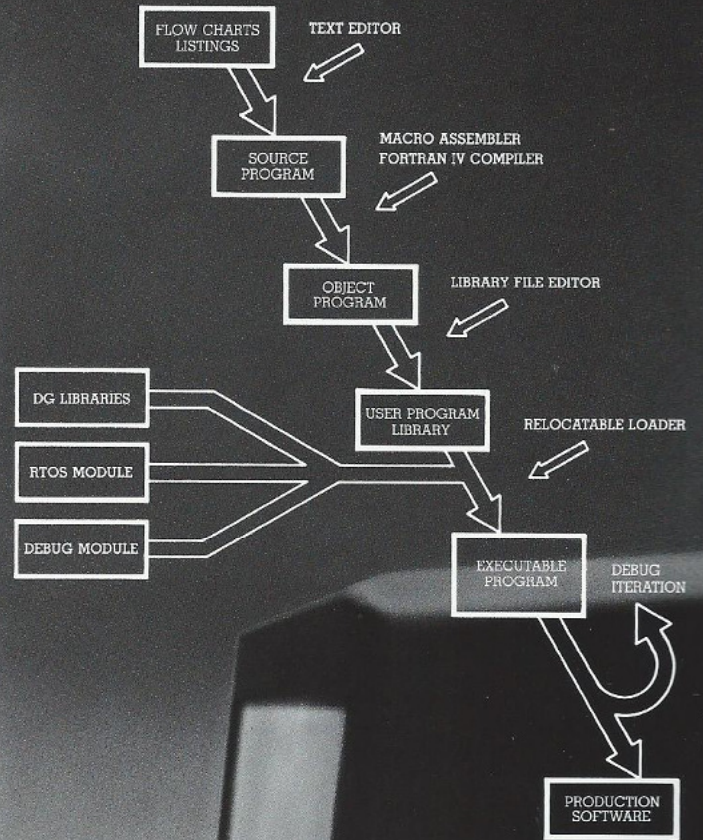 FLOW CHARTS
LISTINGS
TEXT EDITOR
SOURCE
PROGRAM
MACRO ASSEMBLER
FORTRAN IV COMPILER
OBJECT
PROGRAM
LIBRARY FILE EDITOR
DG LIBRARIES
USER PROGRAM
LIBRARY
RELOCATABLE LOADER
RTOS MODULE
DEBUG MODULE
EXECUTABLE
PROGRAM
DEBUG
ITERATION
PRODUCTION
SOFTWARE